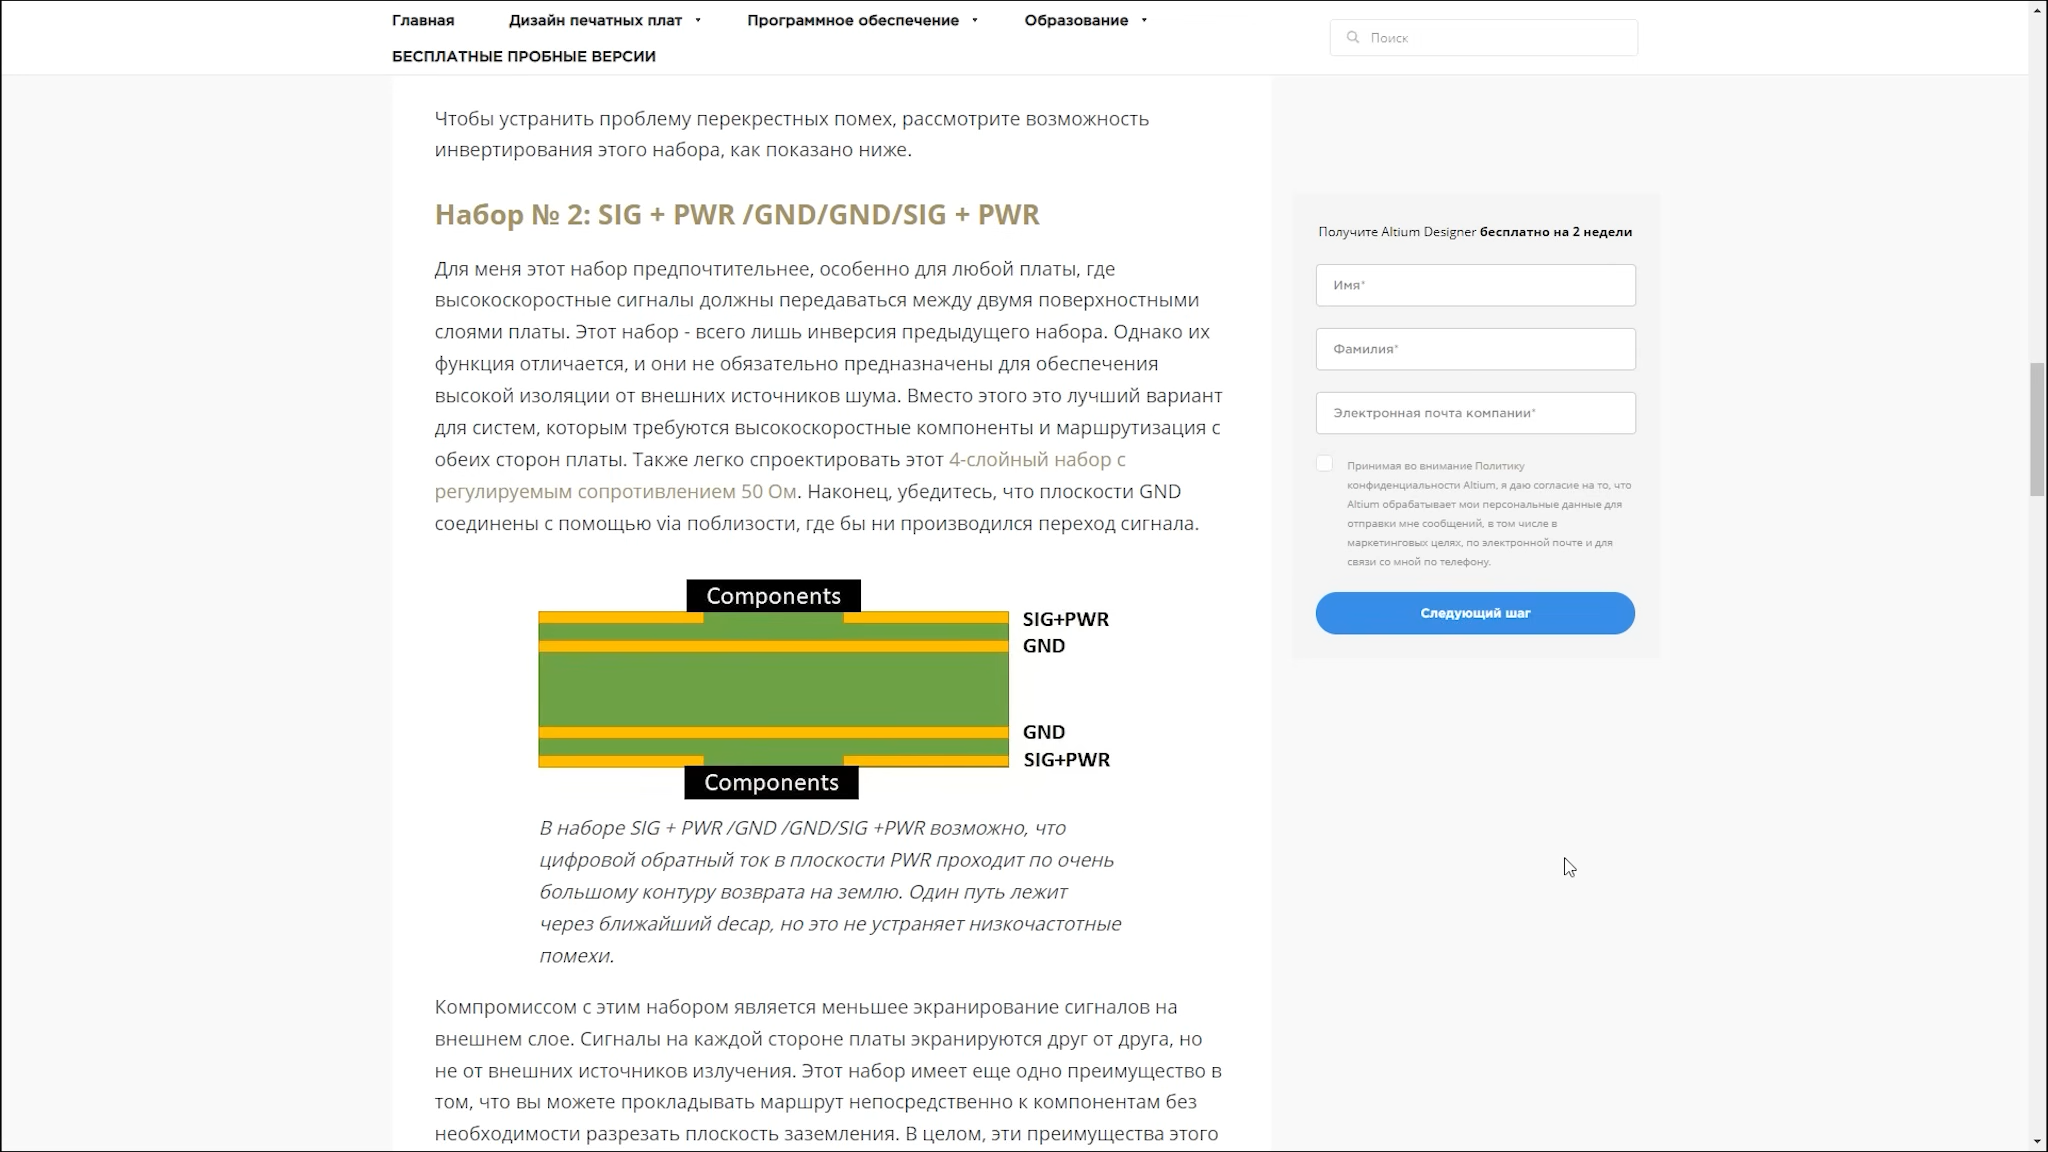 Главная
Дизайн печатных плат
Программное обеспечение
Образование
БЕСПЛАТНЫЕ ПРОБНЫЕ ВЕРСИИ
Поиск
Чтобы устранить проблему перекрестных помех, рассмотрите возможность
инвертирования этого набора, как показано ниже.
Набор № 2: SIG + PWR /GND/GND/SIG + PWR
Для меня этот набор предпочтительнее, особенно для любой платы, где
высокоскоростные сигналы должны передаваться между двумя поверхностными
слоями платы. Этот набор - всего лишь инверсия предыдущего набора. Однако их
функция отличается, и они не обязательно предназначены для обеспечения
высокой изоляции от внешних источников шума. Вместо этого это лучший вариант
для систем, которым требуются высокоскоростные компоненты и маршрутизация с
обеих сторон платы. Также легко спроектировать этот 4-слойный набор с
регулируемым сопротивлением 50 Ом. Наконец, убедитесь, что плоскости GND
соединены с помощью via поблизости, где бы ни производился переход сигнала.
Components
SIG+PWR
GND
GND
SIG+PWR
Components
В наборе SIG + PWR /GND /GND/SIG +PWR возможно, что
цифровой обратный ток в плоскости PWR проходит по очень
большому контуру возврата на землю. Один путь лежит
через ближайший decap, но это не устраняет низкочастотные
помехи.
Компромиссом с этим набором является меньшее экранирование сигналов на
внешнем слое. Сигналы на каждой стороне платы экранируются друг от друга, но
не от внешних источников излучения. Этот набор имеет еще одно преимущество в
том, что вы можете прокладывать маршрут непосредственно к компонентам без
необходимости разрезать плоскость заземления. В целом, эти преимущества этого
Получите Altium Designer бесплатно на 2 недели
Имя*
Фамилия*
Электронная почта компании*
Принимая во внимание Политику
конфиденциальности Altium, я даю согласие на то, что
Altium обрабатывает мои персональные данные для
отправки мне сообщений, в том числе в
маркетинговых целях, по электронной почте и для
связи со мной по телефону.
Следующий шаг